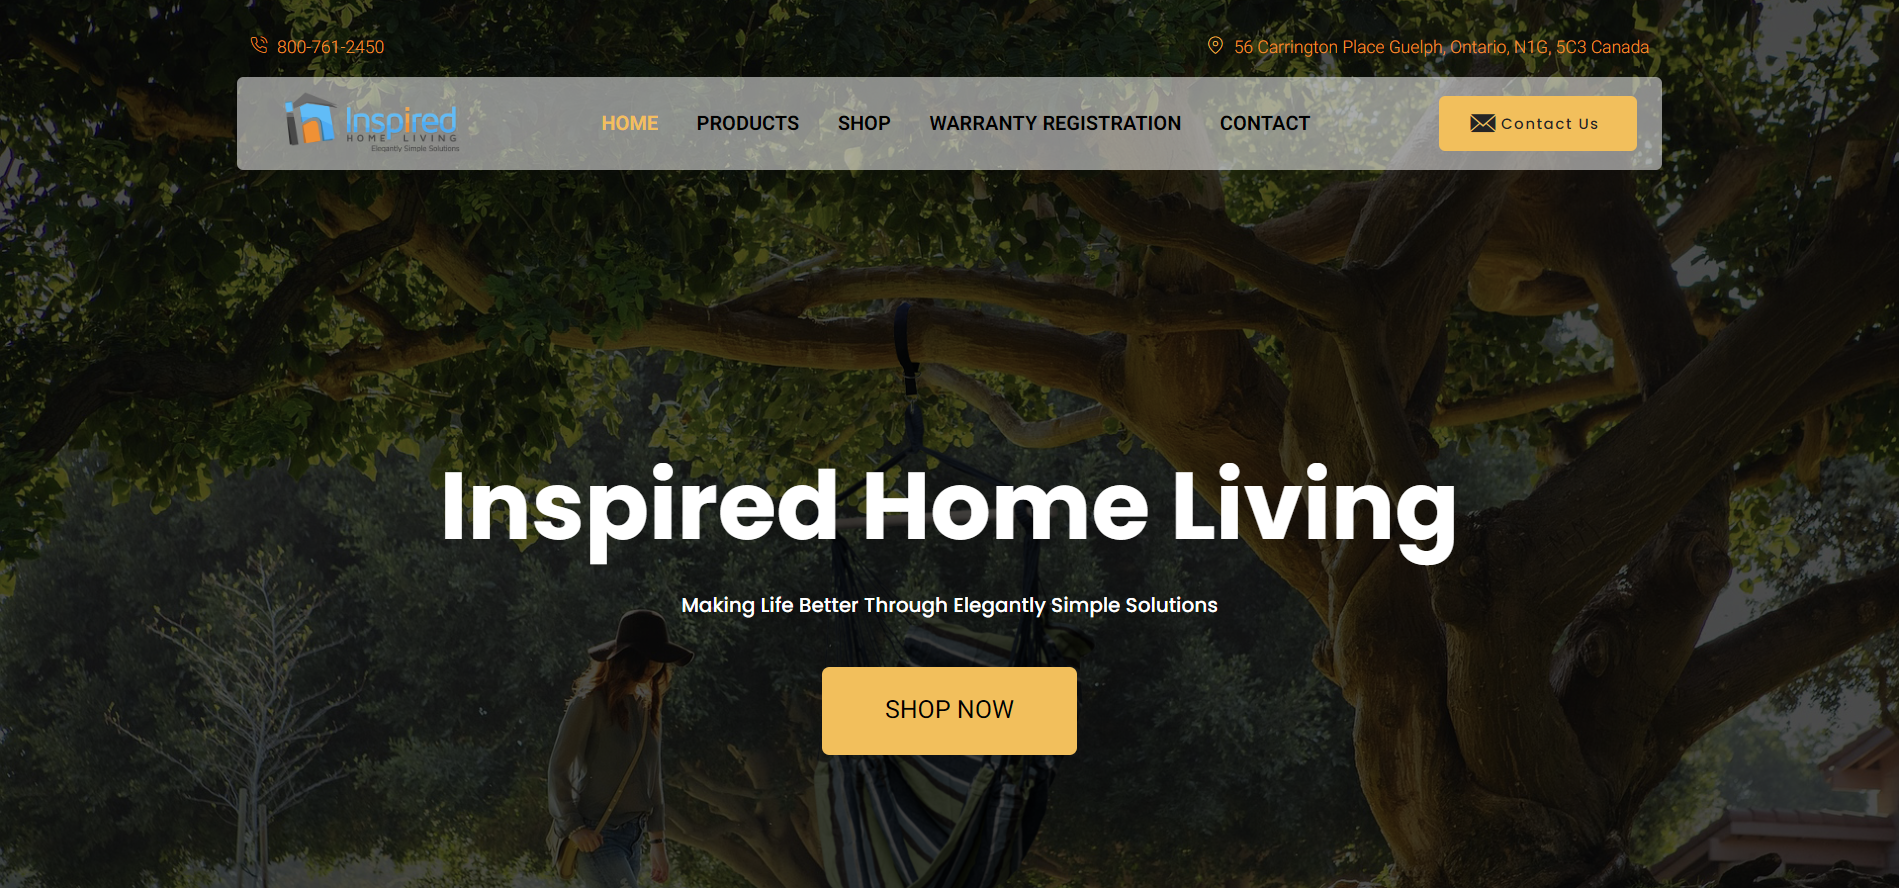 800-761-2450
56 Carrington Place Guelph, Ontario, N1G, 5C3 Canada
Inspired
HOME LIVING
Elegantly Simple Solutions
HOME
PRODUCTS
SHOP
WARRANTY REGISTRATION
CONTACT
Contact Us
Inspired Home Living
Making Life Better Through Elegantly Simple Solutions
SHOP NOW